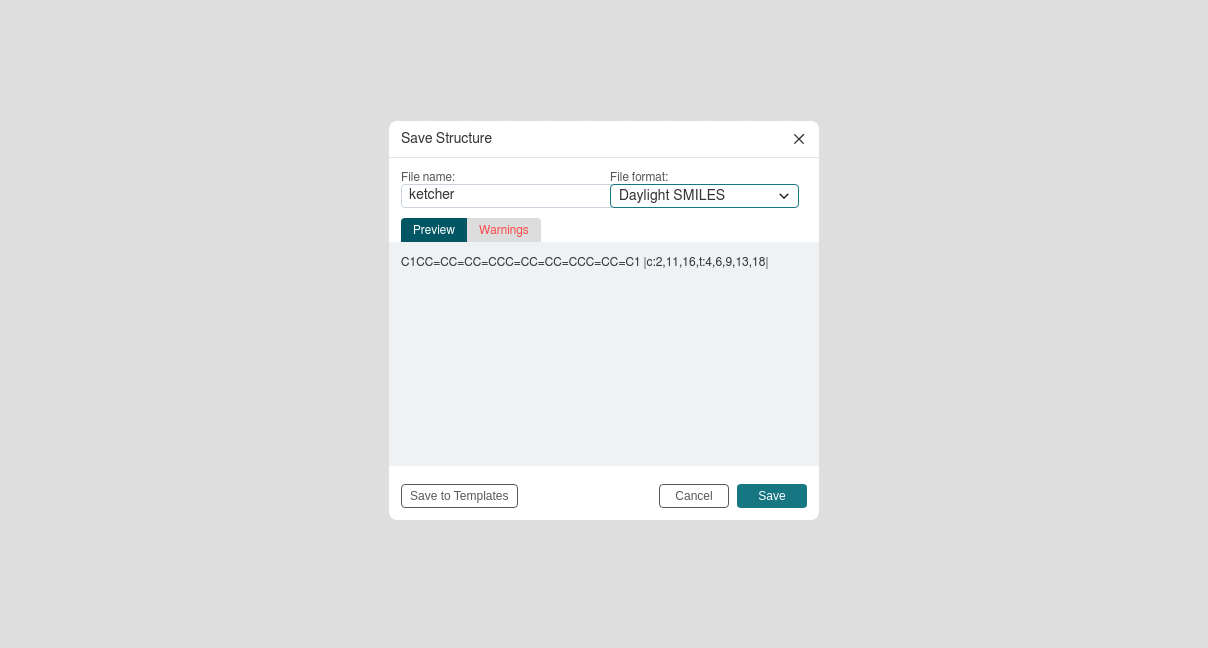 Save Structure
File name:
File format:
ketcher
Daylight SMILES
Preview
Warnings
C1CC=CC=CC=CCC=CC=CC=CCC=CC=C1 |c:2,11,16,t:4,6,9,13,18|
Save to Templates
Cancel
Save